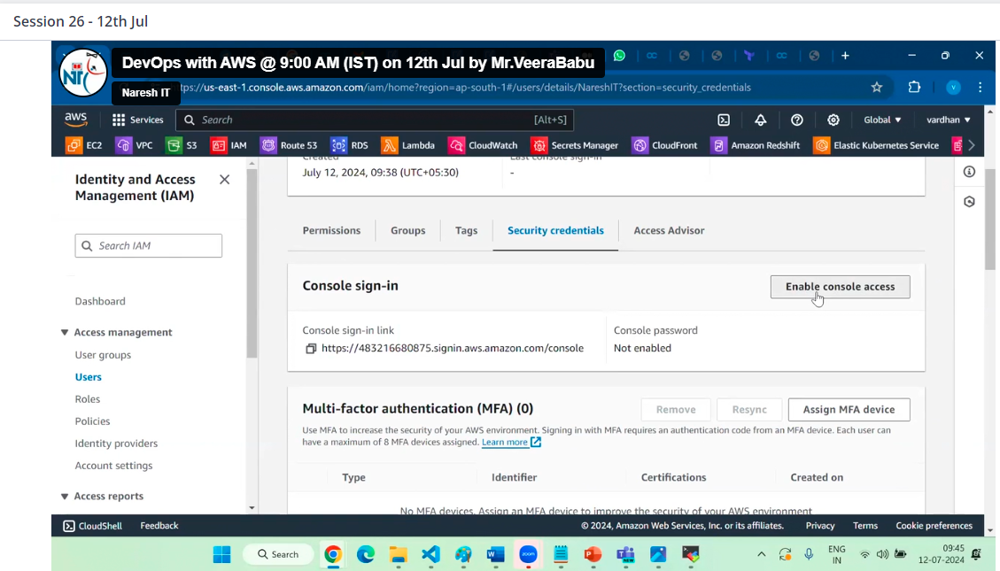 Session 26 - 12th Jul
DevOps with AWS @ 9:00 AM (IST) on 12th Jul by Mr.VeeraBabu
Naresh IT
ps://us-east-1.console.aws.amazon.com/iam/home?region=ap-south-1#/users/details/NareshIT?section=security_credentials
aws Services Search [Alt+S] Global vardhan
EC2 VPC S3 IAM Route 53 RDS Lambda CloudWatch Secrets Manager CloudFront Amazon Redshift Elastic Kubernetes Service
Identity and Access
Management (IAM)
Search IAM
Dashboard
Access management
User groups
Users
Roles
Policies
Identity providers
Account settings
Access reports
Created
Last console sign-in
July 12, 2024, 09:38 (UTC+05:30)
-
Permissions Groups Tags Security credentials Access Advisor
Console sign-in
Enable console access
Console sign-in link
https://483216680875.signin.aws.amazon.com/console
Console password
Not enabled
Multi-factor authentication (MFA) (0)
Remove Resync Assign MFA device
Use MFA to increase the security of your AWS environment. Signing in with MFA requires an authentication code from an MFA device. Each user can
have a maximum of 8 MFA devices assigned. Learn more
Type Identifier Certifications Created on
No MFA devices. Assign an MFA device to improve the security of your AWS environment
CloudShell Feedback © 2024, Amazon Web Services, Inc. or its affiliates. Privacy Terms Cookie preferences
Search
ENG
IN
09:45
12-07-2024